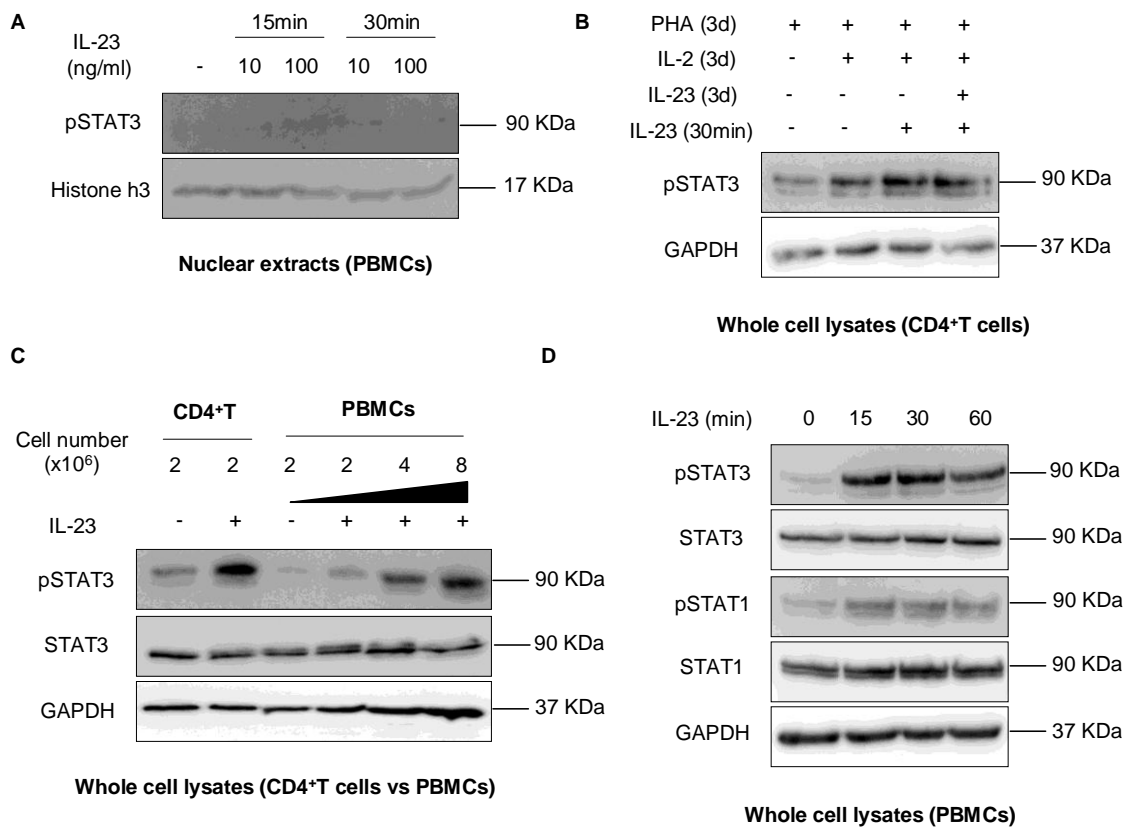 A
15min 30min
IL-23
(ng/ml) - 10 100 10 100
pSTAT3 90 KDa
Histone h3 17 KDa
Nuclear extracts (PBMCs)
B
PHA (3d) + + + +
IL-2 (3d) - + + +
IL-23 (3d) - - - +
IL-23 (30min) - - + +
pSTAT3 90 KDa
GAPDH 37 KDa
Whole cell lysates (CD4+T cells)
C
CD4+T PBMCs
Cell number
(x10⁶) 2 2 2 2 4 8
IL-23 - + - + + +
pSTAT3 90 KDa
STAT3 90 KDa
GAPDH 37 KDa
Whole cell lysates (CD4+T cells vs PBMCs)
D
IL-23 (min) 0 15 30 60
pSTAT3 90 KDa
STAT3 90 KDa
pSTAT1 90 KDa
STAT1 90 KDa
GAPDH 37 KDa
Whole cell lysates (PBMCs)